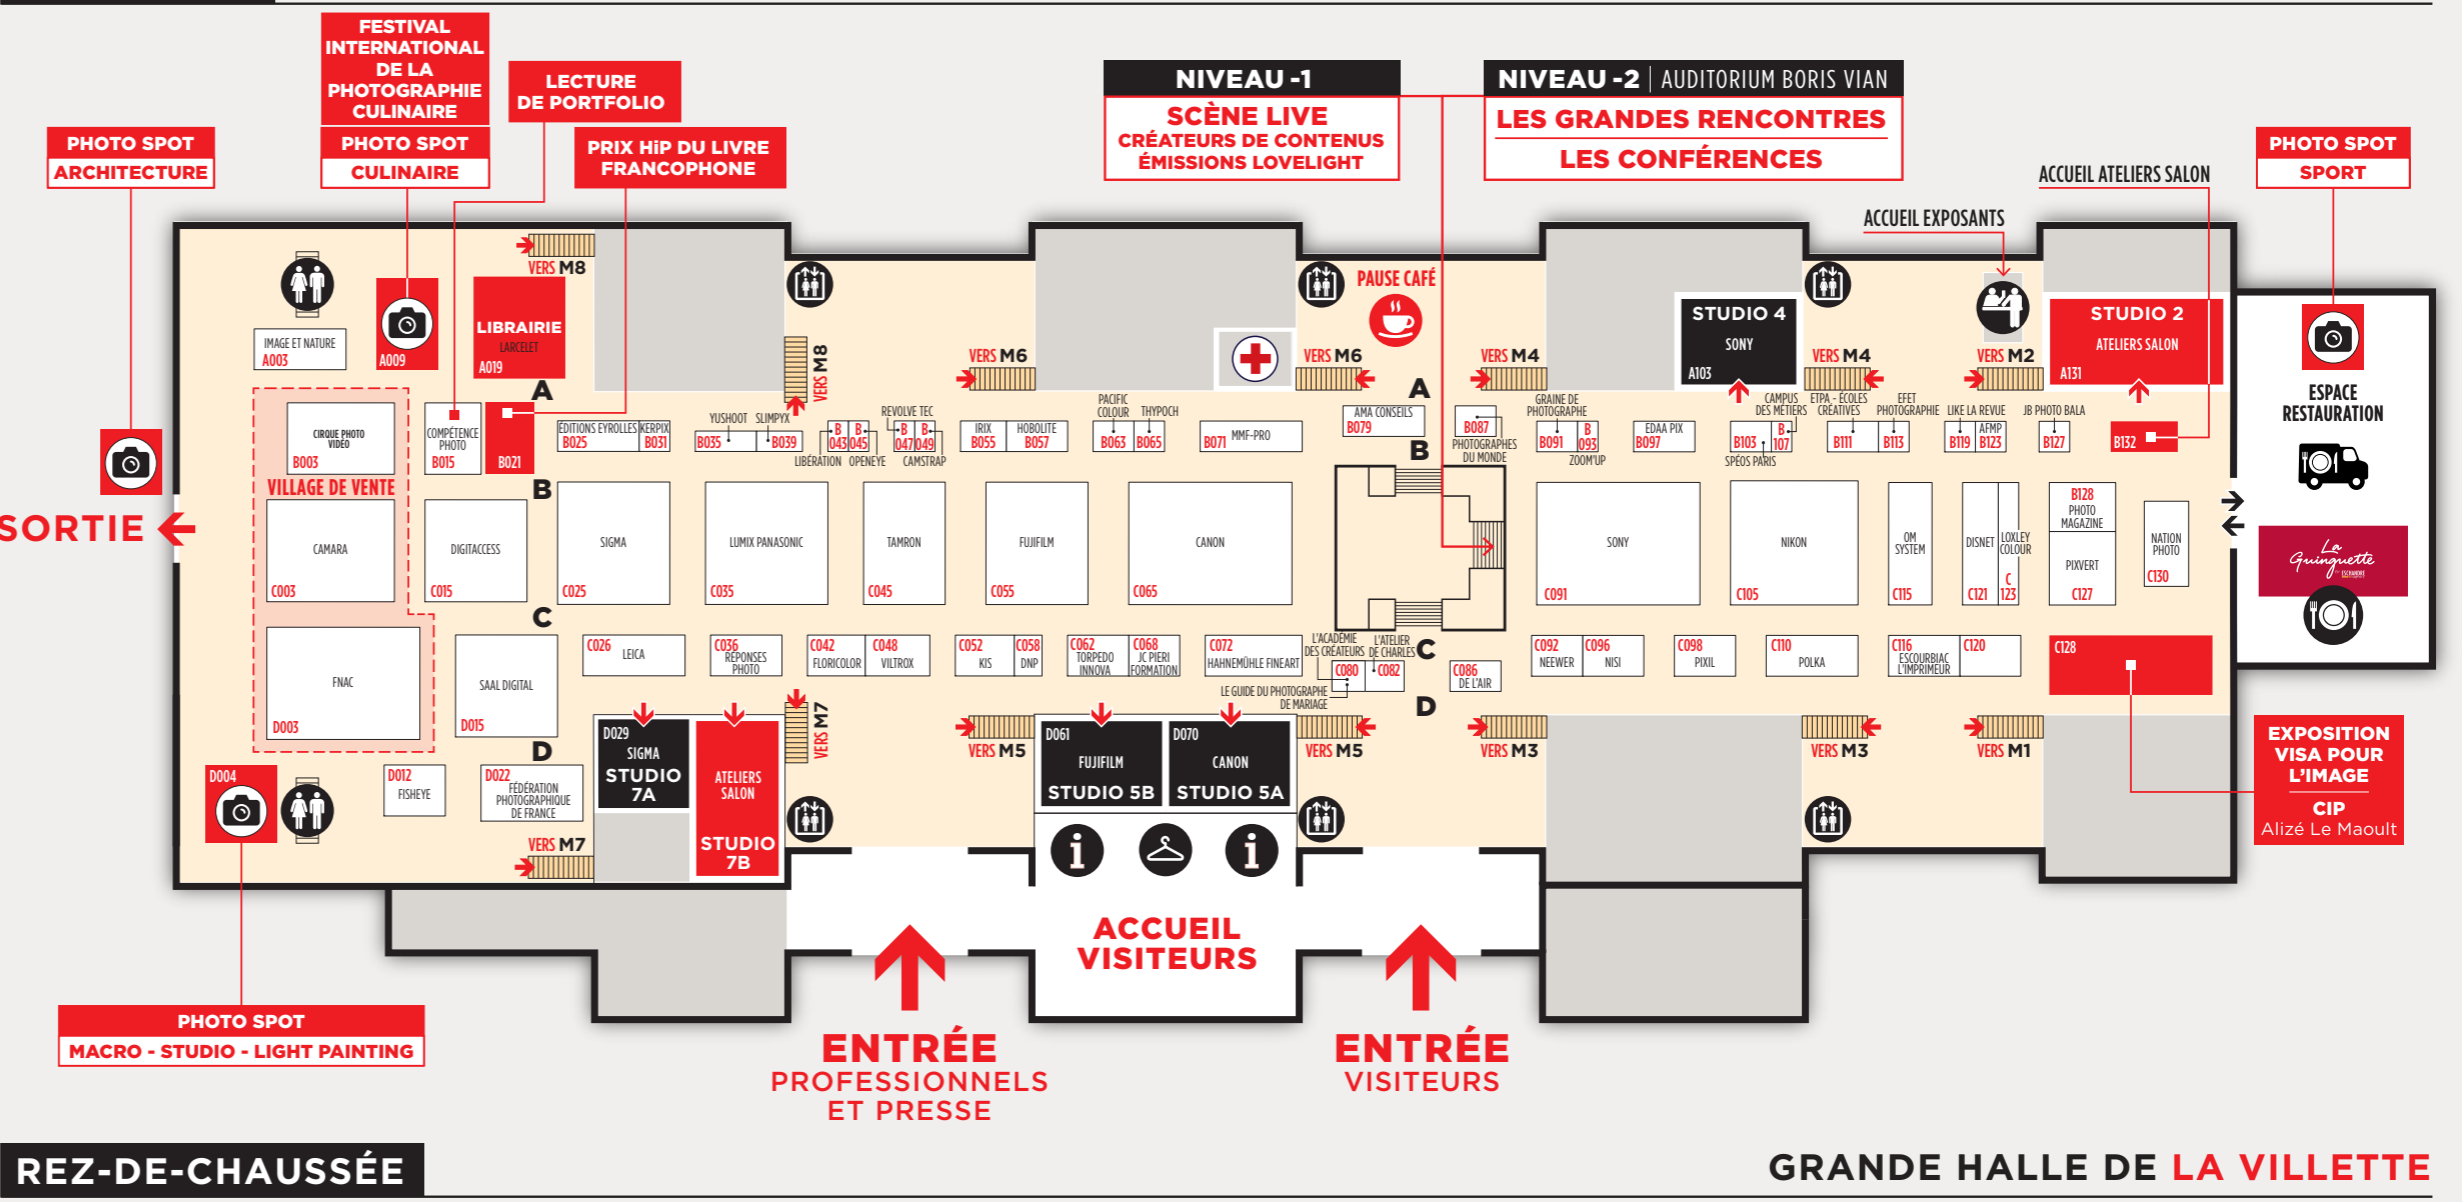 FESTIVAL
INTERNATIONAL
DE LA
PHOTOGRAPHIE
CULINAIRE
PHOTO SPOT
CULINAIRE
LECTURE
DE PORTFOLIO
PRIX HiP DU LIVRE
FRANCOPHONE
PHOTO SPOT
ARCHITECTURE
NIVEAU -1
SCÈNE LIVE
CRÉATEURS DE CONTENUS
ÉMISSIONS LOVELIGHT
NIVEAU -2 | AUDITORIUM BORIS VIAN
LES GRANDES RENCONTRES
LES CONFÉRENCES
PHOTO SPOT
SPORT
ACCUEIL ATELIERS SALON
ACCUEIL EXPOSANTS
VERS M8
IMAGE ET NATURE
A003
A009
LIBRAIRIE
LARCELET
A019
VERS M8
VERS M6
VERS M6
PAUSE CAFÉ
VERS M4
STUDIO 4
SONY
A103
VERS M4
VERS M2
STUDIO 2
ATELIERS SALON
A131
ESPACE
RESTAURATION
A
A
CIRQUE PHOTO
VIDÉO
B003
COMPÉTENCE
PHOTO
B015
B021
ÉDITIONS EYROLLES
B025
KERPIX
B031
YUSHOOT
B035
SLIMPYX
B039
B
043
LIBÉRATION
B
045
OPENEYE
REVOLVE TEC
B
047
B
049
CAMSTRAP
IRIX
B055
HOBOLITE
B057
PACIFIC
COLOUR
B063
THYPOCH
B065
B071
MMF-PRO
AMA CONSEILS
B079
B087
PHOTOGRAPHES
DU MONDE
GRAINE DE
PHOTOGRAPHE
B091
B
093
ZOOM'UP
EDAA PIX
B097
B103
SPÉOS PARIS
CAMPUS
DES MÉTIERS
B
107
ETPA - ÉCOLES
CRÉATIVES
B111
EFET
PHOTOGRAPHIE
B113
LIKE LA REVUE
B119
AFMP
B123
JB PHOTO BALA
B127
B132
B
B
VILLAGE DE VENTE
SORTIE
CAMARA
C003
DIGITACCESS
C015
SIGMA
C025
LUMIX PANASONIC
C035
TAMRON
C045
FUJIFILM
C055
CANON
C065
SONY
C091
NIKON
C105
OM
SYSTEM
C115
DISNET
C121
LOXLEY
COLOUR
C
123
B128
PHOTO
MAGAZINE
PIXVERT
C127
NATION
PHOTO
C130
La
Guinguette
C
C
FNAC
D003
SAAL DIGITAL
D015
C026
LEICA
C036
RÉPONSES
PHOTO
C042
FLORICOLOR
C048
VILTROX
C052
KIS
C058
DNP
C062
TORPEDO
INNOVA
C068
JC PIERI
FORMATION
C072
HAHNEMÜHLE FINEART
L'ACADÉMIE
DES CRÉATEURS
C080
L'ATELIER
DE CHARLES
C082
LE GUIDE DU PHOTOGRAPHE
DE MARIAGE
C086
DE L'AIR
C092
NEEWER
C096
NISI
C098
PIXIL
C110
POLKA
C116
ESCOURBIAC
L'IMPRIMEUR
C120
C128
D
D
D004
D012
FISHEYE
D022
FÉDÉRATION
PHOTOGRAPHIQUE
DE FRANCE
VERS M7
D029
SIGMA
STUDIO
7A
ATELIERS
SALON
STUDIO
7B
VERS M7
VERS M5
D061
FUJIFILM
STUDIO 5B
D070
CANON
STUDIO 5A
VERS M5
VERS M3
VERS M3
VERS M1
EXPOSITION
VISA POUR
L'IMAGE
CIP
Alizé Le Maoult
i
i
ACCUEIL
VISITEURS
PHOTO SPOT
MACRO - STUDIO - LIGHT PAINTING
ENTRÉE
PROFESSIONNELS
ET PRESSE
ENTRÉE
VISITEURS
REZ-DE-CHAUSSÉE
GRANDE HALLE DE LA VILLETTE